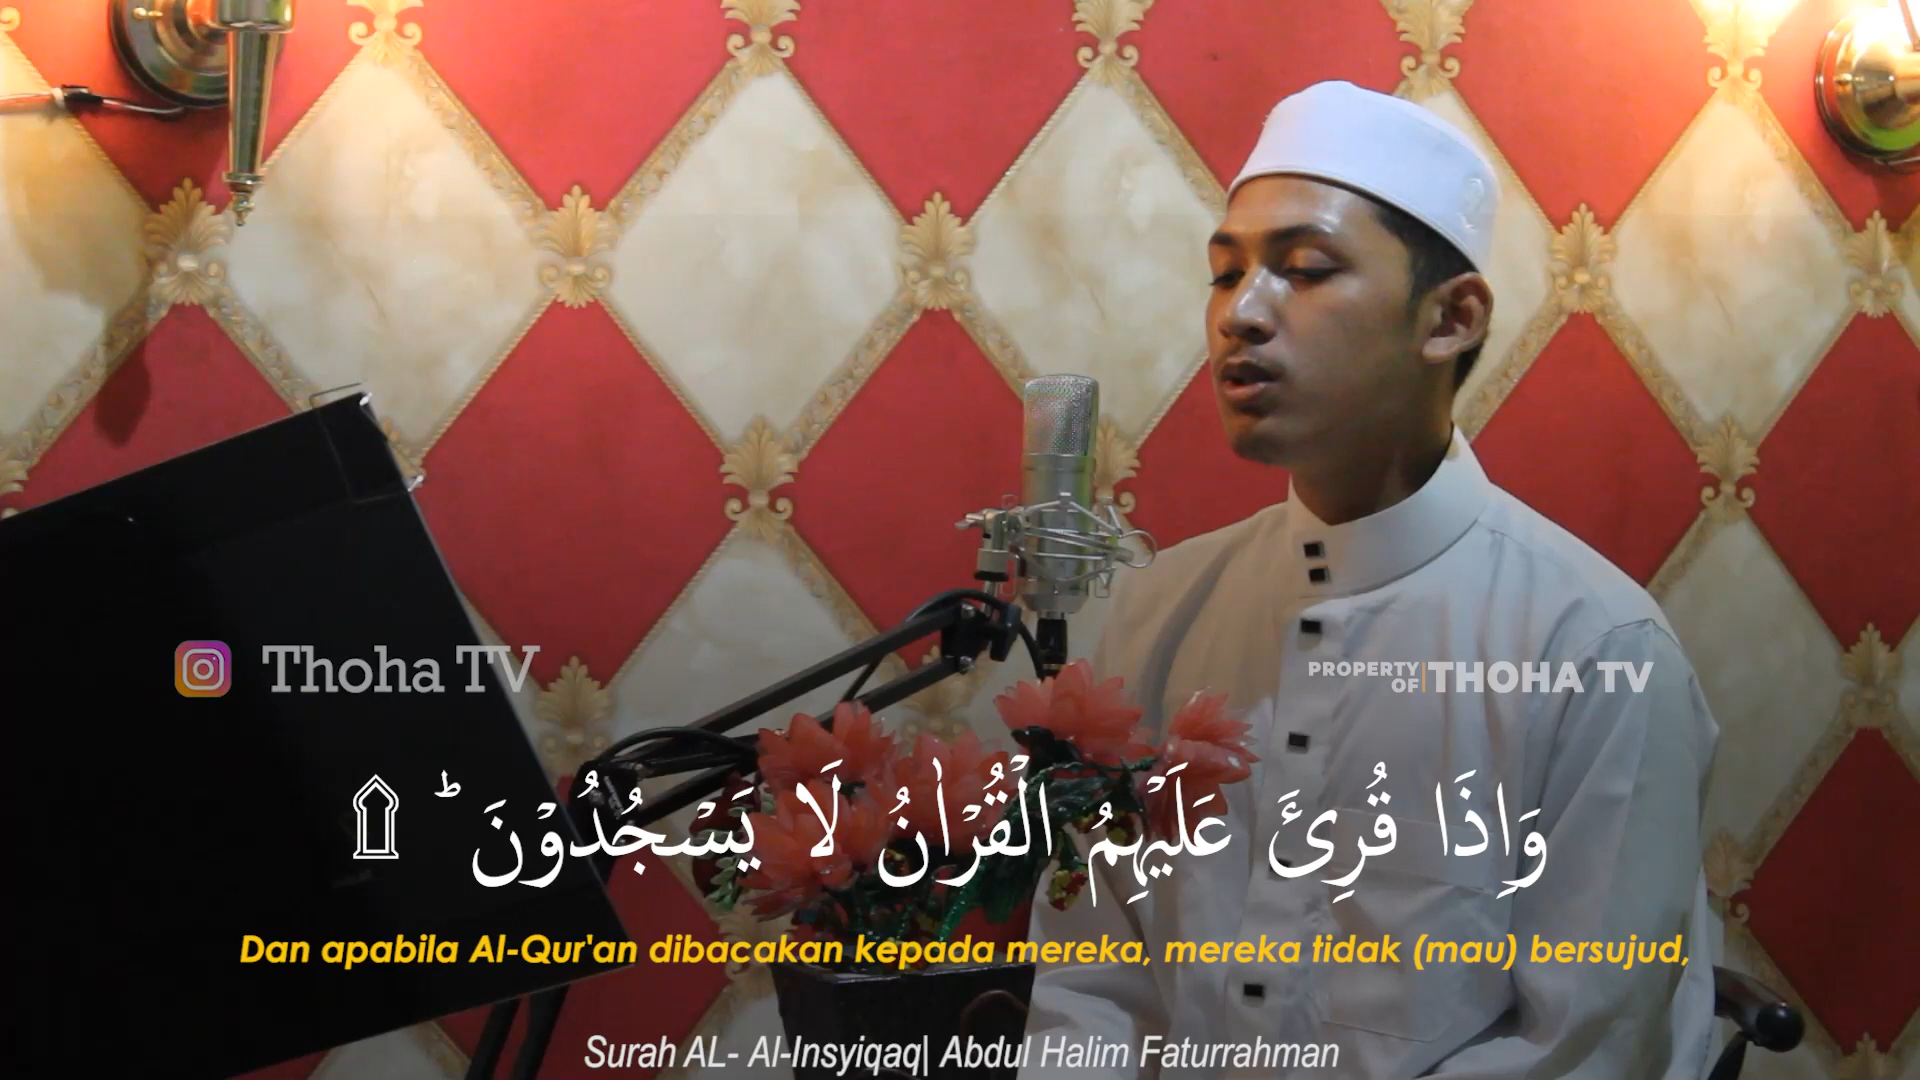 Thoha TV
PROPERTY OF THOHA TV
وَاِذَا قُرِئَ عَلَيْهِمُ الْقُرْاٰنُ لَا يَسْجُدُوْنَ ۗ ۩
Dan apabila Al-Qur'an dibacakan kepada mereka, mereka tidak (mau) bersujud,
Surah AL- Al-Insyiqaq| Abdul Halim Faturrahman